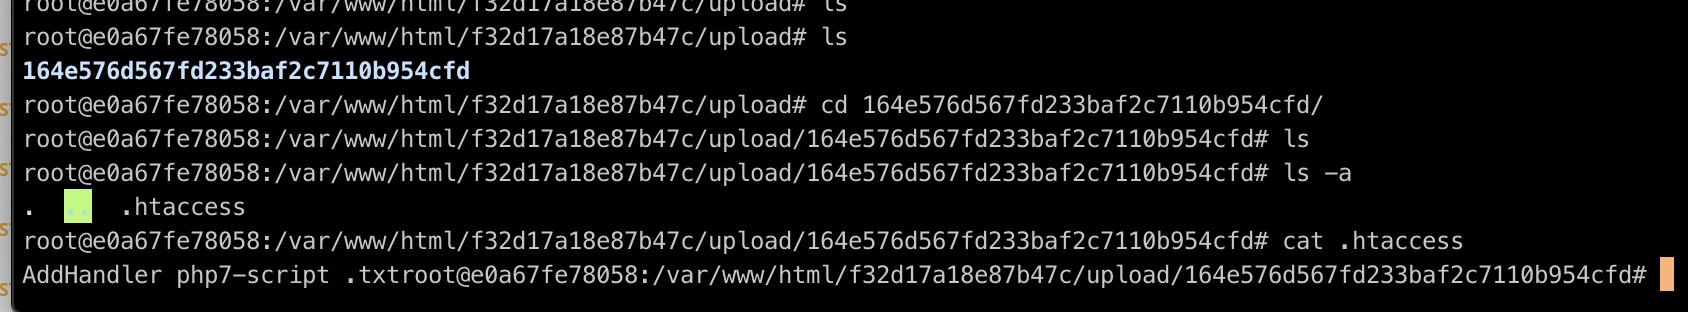 root@e0a67fe78058:/var/www/html/f32d17a18e87b47c/upload# ls
root@e0a67fe78058:/var/www/html/f32d17a18e87b47c/upload# ls
164e576d567fd233baf2c7110b954cfd
root@e0a67fe78058:/var/www/html/f32d17a18e87b47c/upload# cd 164e576d567fd233baf2c7110b954cfd/
root@e0a67fe78058:/var/www/html/f32d17a18e87b47c/upload/164e576d567fd233baf2c7110b954cfd# ls
root@e0a67fe78058:/var/www/html/f32d17a18e87b47c/upload/164e576d567fd233baf2c7110b954cfd# ls -a
.  ..  .htaccess
root@e0a67fe78058:/var/www/html/f32d17a18e87b47c/upload/164e576d567fd233baf2c7110b954cfd# cat .htaccess
AddHandler php7-script .txtroot@e0a67fe78058:/var/www/html/f32d17a18e87b47c/upload/164e576d567fd233baf2c7110b954cfd#